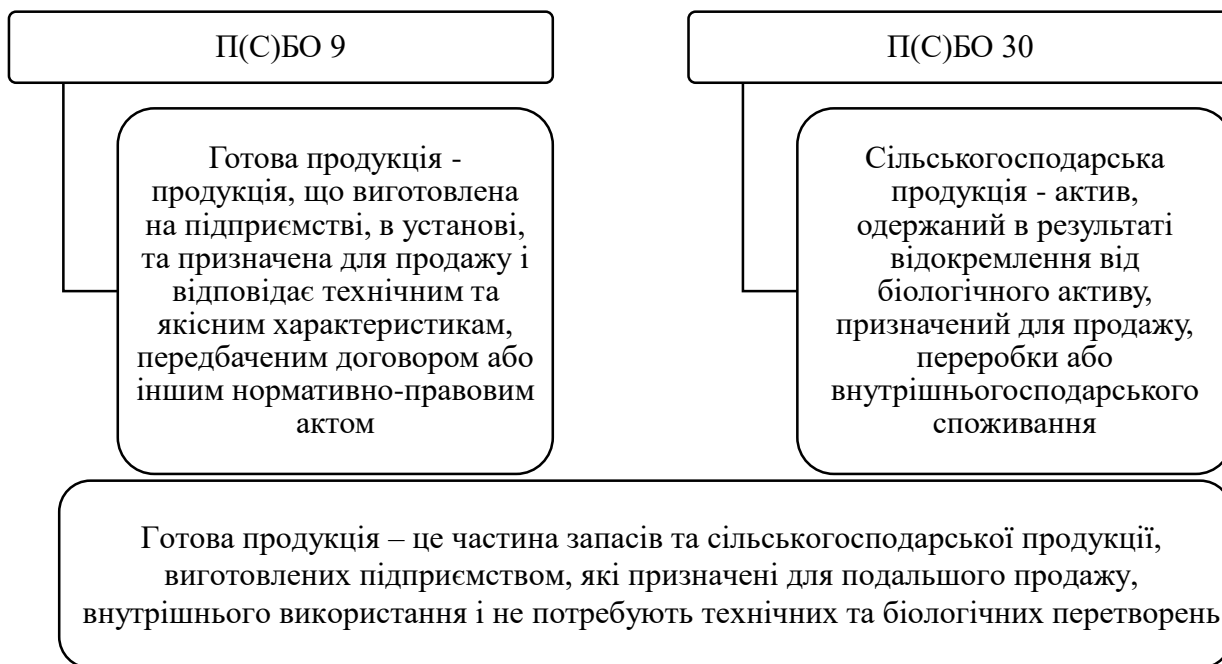 П(С)БО 9
Готова продукція -
продукція, що виготовлена
на підприємстві, в установі,
та призначена для продажу і
відповідає технічним та
якісним характеристикам,
передбаченим договором або
іншим нормативно-правовим
актом
П(С)БО 30
Сільськогосподарська
продукція - актив,
одержаний в результаті
відокремлення від
біологічного активу,
призначений для продажу,
переробки або
внутрішньогосподарського
споживання
Готова продукція – це частина запасів та сільськогосподарської продукції,
виготовлених підприємством, які призначені для подальшого продажу,
внутрішнього використання і не потребують технічних та біологічних перетворень